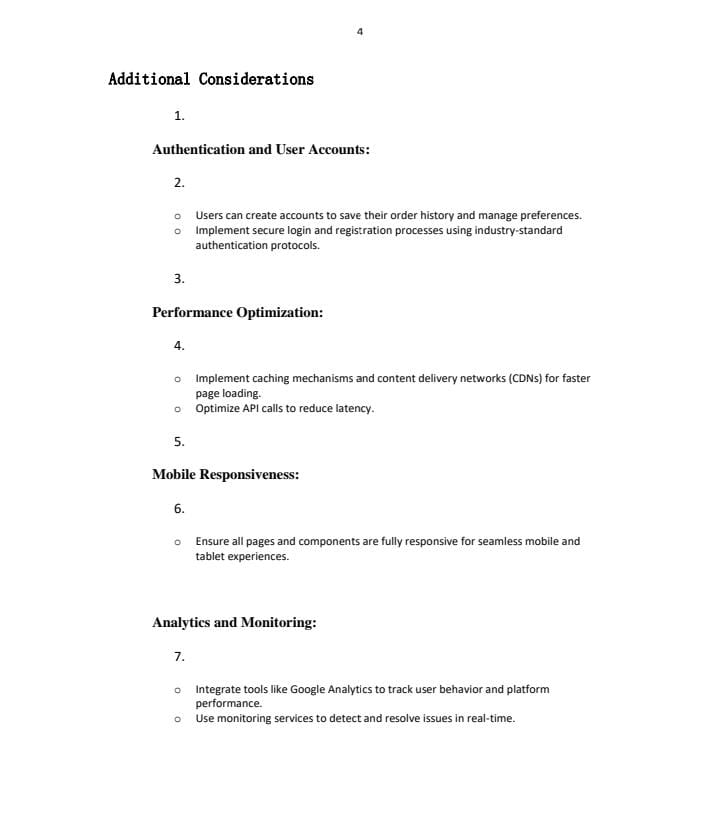 4
Additional Considerations
1.
Authentication and User Accounts:
2.
o Users can create accounts to save their order history and manage preferences.
o Implement secure login and registration processes using industry-standard
authentication protocols.
3.
Performance Optimization:
4.
o Implement caching mechanisms and content delivery networks (CDNs) for faster
page loading.
o Optimize API calls to reduce latency.
5.
Mobile Responsiveness:
6.
o Ensure all pages and components are fully responsive for seamless mobile and
tablet experiences.
Analytics and Monitoring:
7.
o Integrate tools like Google Analytics to track user behavior and platform
performance.
o Use monitoring services to detect and resolve issues in real-time.